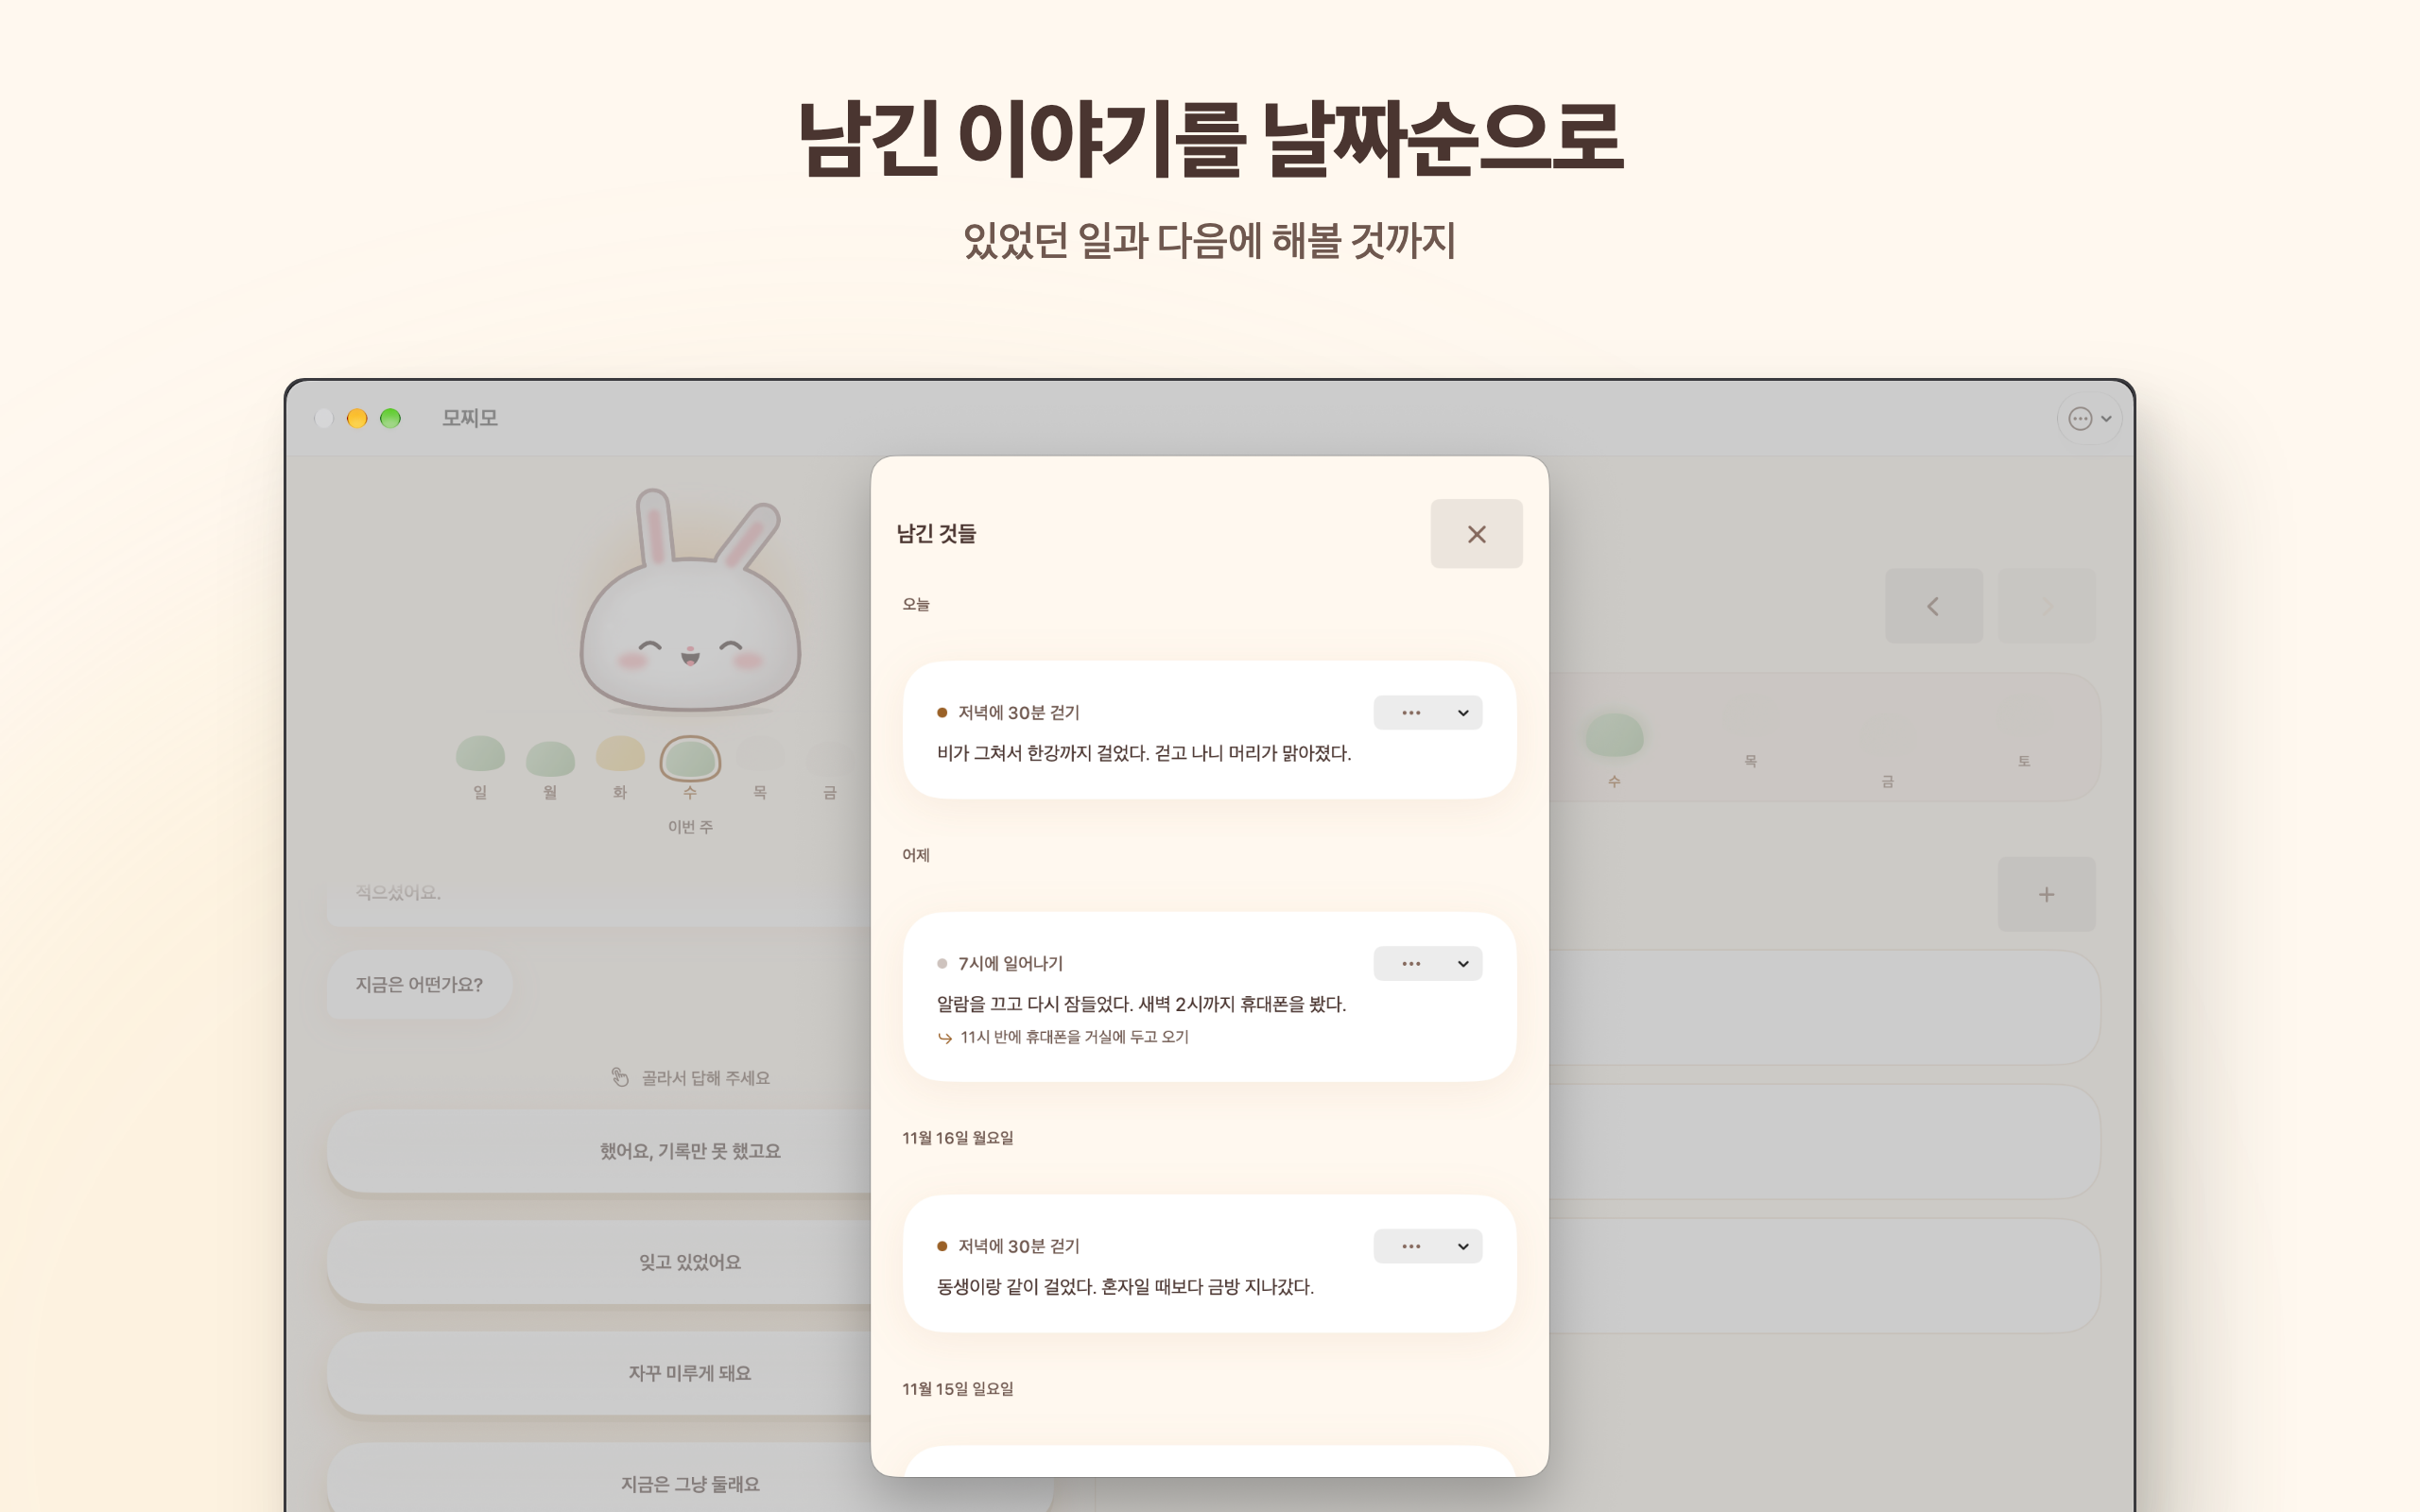 남긴 이야기를 날짜순으로
있었던 일과 다음에 해볼 것까지
모찌모
일 월 화 수 목 금
이번 주
적으셨어요.
지금은 어떤가요?
골라서 답해 주세요
했어요, 기록만 못 했고요
잊고 있었어요
자꾸 미루게 돼요
지금은 그냥 둘래요
남긴 것들
오늘
저녁에 30분 걷기
비가 그쳐서 한강까지 걸었다. 걷고 나니 머리가 맑아졌다.
어제
7시에 일어나기
알람을 끄고 다시 잠들었다. 새벽 2시까지 휴대폰을 봤다.
11시 반에 휴대폰을 거실에 두고 오기
11월 16일 월요일
저녁에 30분 걷기
동생이랑 같이 걸었다. 혼자일 때보다 금방 지나갔다.
11월 15일 일요일
수 목 금 토